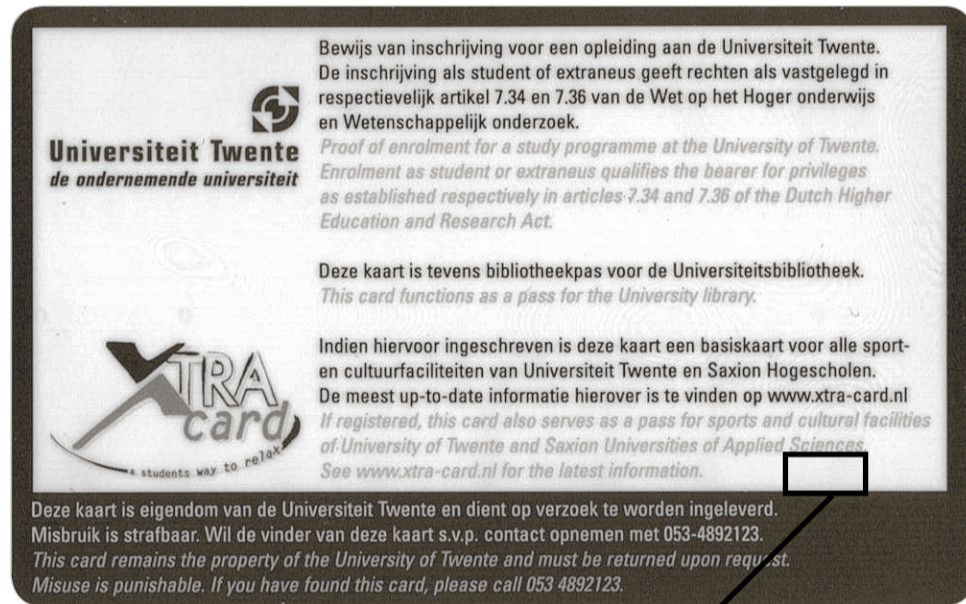 Universiteit Twente
de ondernemende universiteit
Bewijs van inschrijving voor een opleiding aan de Universiteit Twente.
De inschrijving als student of extraneus geeft rechten als vastgelegd in
respectievelijk artikel 7.34 en 7.36 van de Wet op het Hoger onderwijs
en Wetenschappelijk onderzoek.
Proof of enrolment for a study programme at the University of Twente.
Enrolment as student or extraneus qualifies the bearer for privileges
as established respectively in articles 7.34 and 7.36 of the Dutch Higher
Education and Research Act.
Deze kaart is tevens bibliotheekpas voor de Universiteitsbibliotheek.
This card functions as a pass for the University library.
XTRA
card
a students way to relax
Indien hiervoor ingeschreven is deze kaart een basiskaart voor alle sport-
en cultuurfaciliteiten van Universiteit Twente en Saxion Hogescholen.
De meest up-to-date informatie hierover is te vinden op www.xtra-card.nl
If registered, this card also serves as a pass for sports and cultural facilities
of University of Twente and Saxion Universities of Applied Sciences.
See www.xtra-card.nl for the latest information.
Deze kaart is eigendom van de Universiteit Twente en dient op verzoek te worden ingeleverd.
Misbruik is strafbaar. Wil de vinder van deze kaart s.v.p. contact opnemen met 053-4892123.
This card remains the property of the University of Twente and must be returned upon request.
Misuse is punishable. If you have found this card, please call 053 4892123.